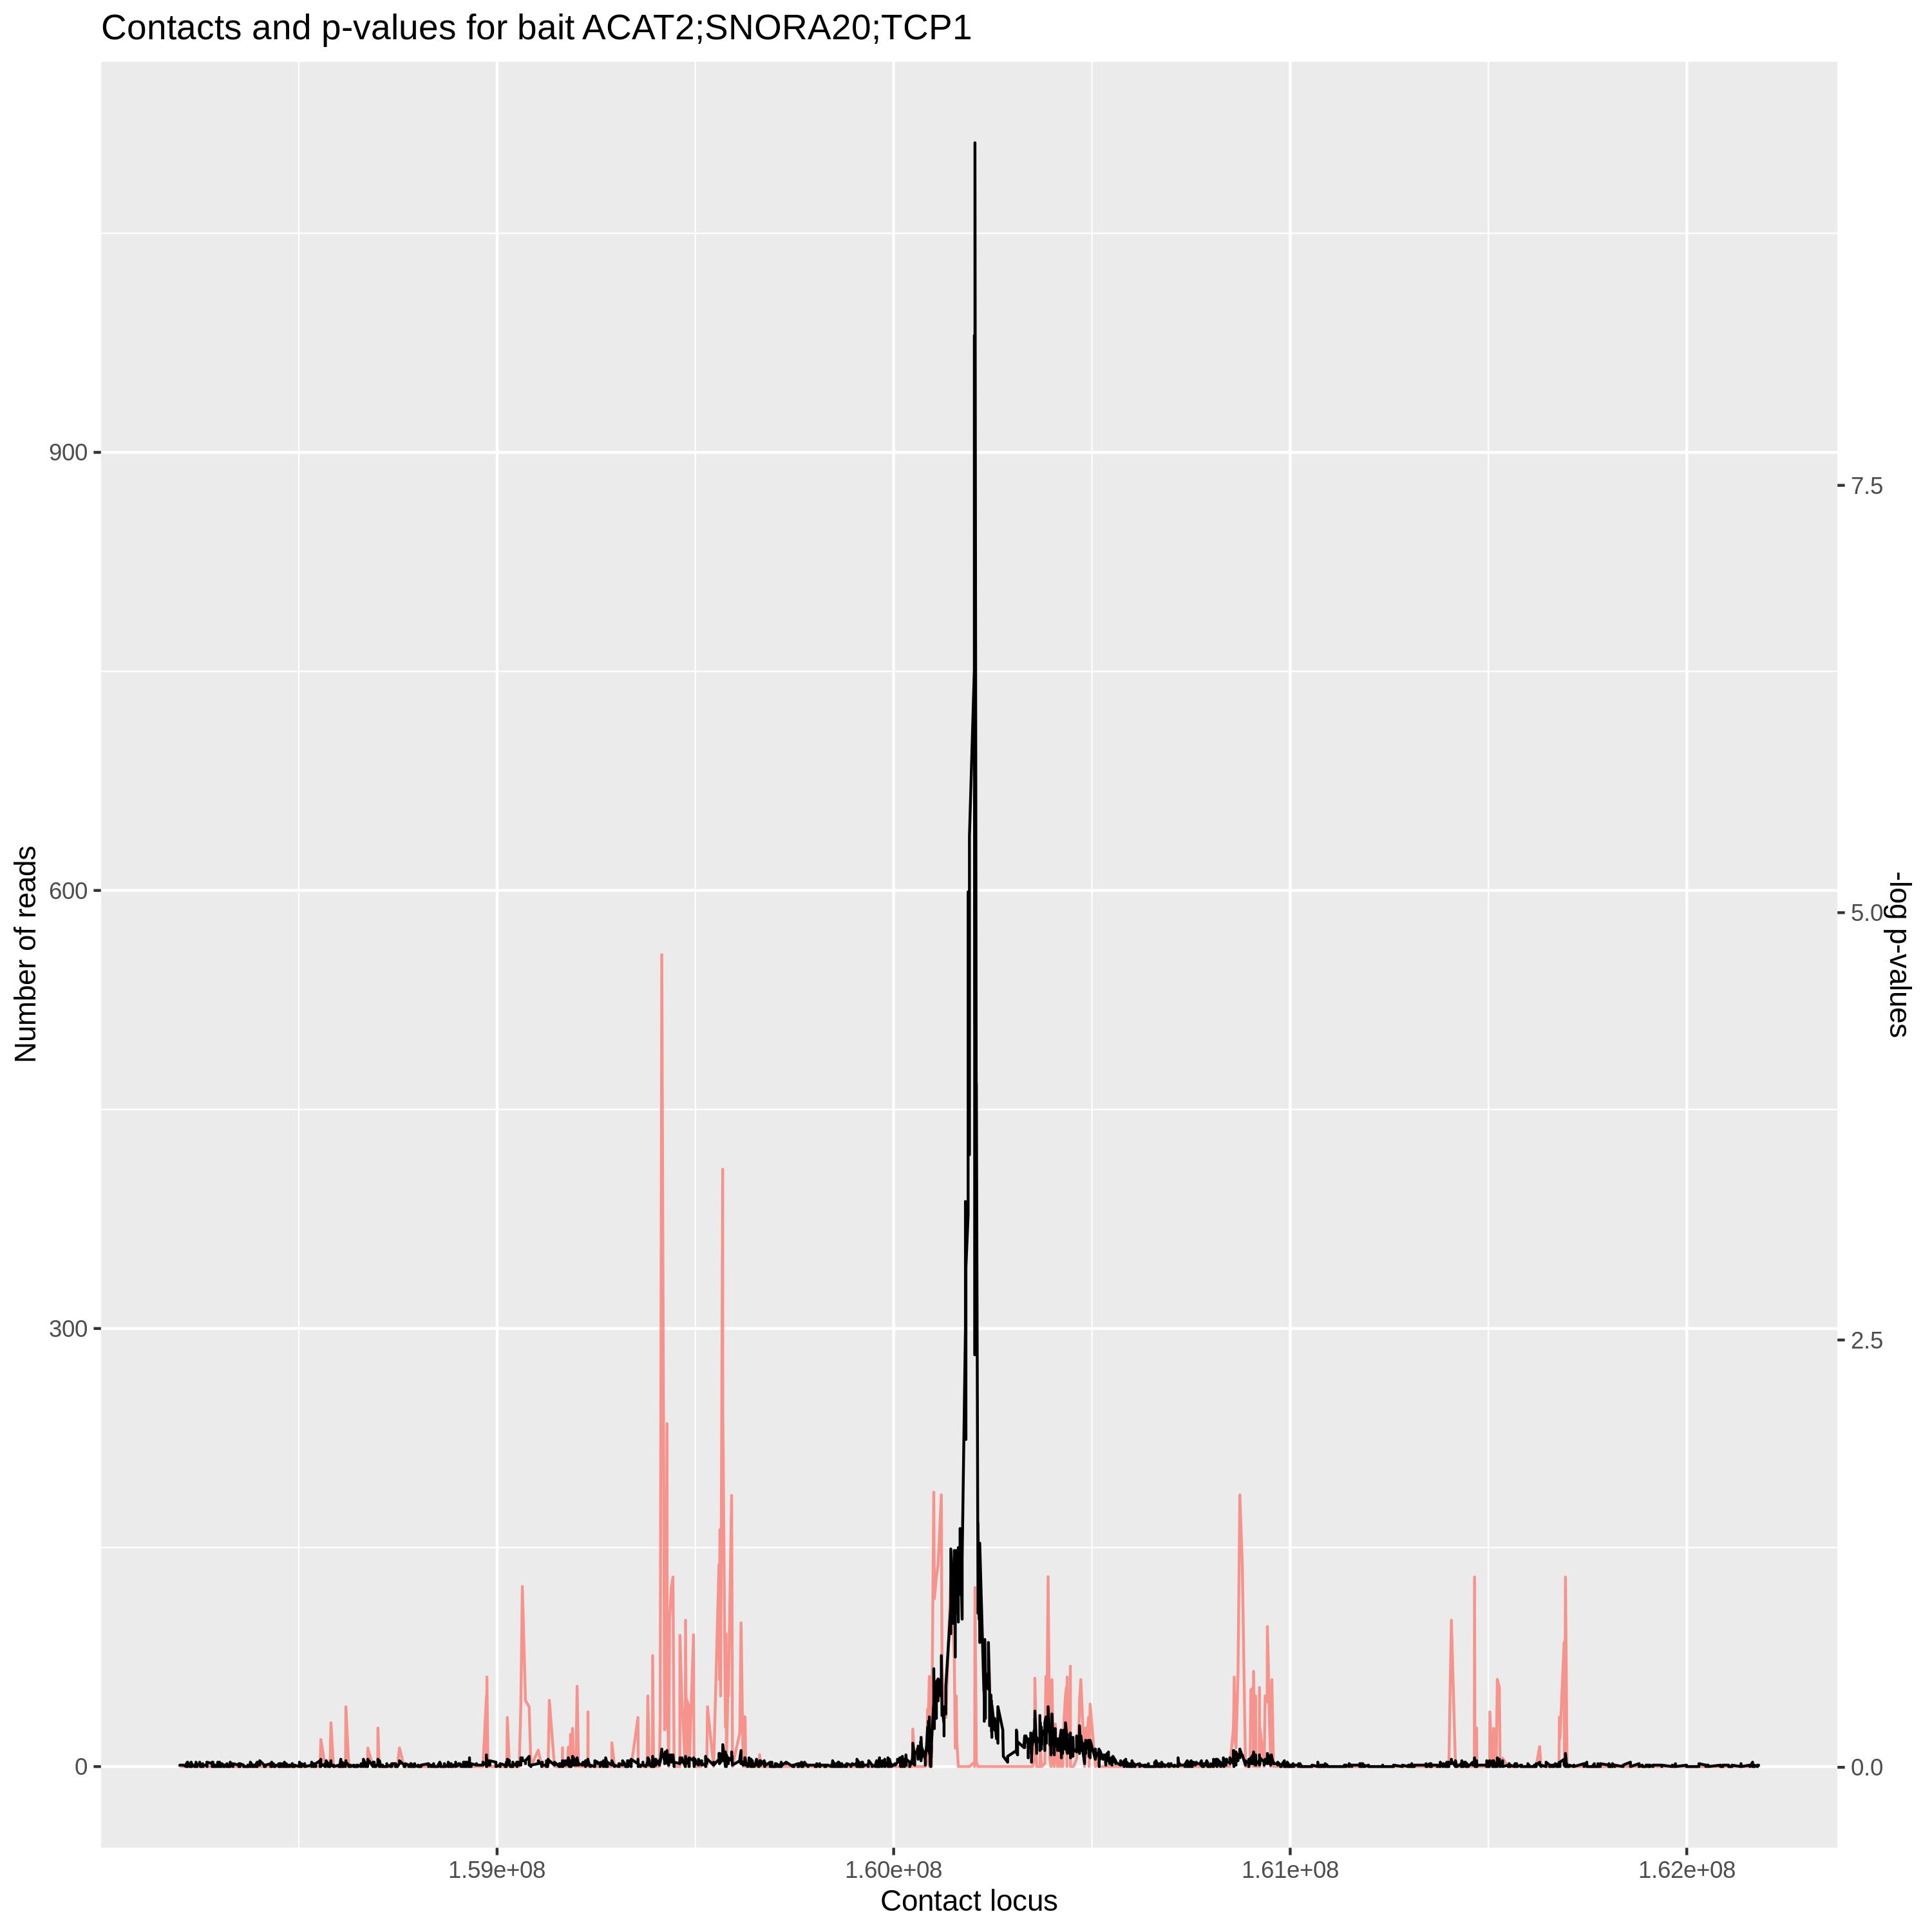 Contacts and p-values for bait ACAT2;SNORA20;TCP1
900
600
300
0
Number of reads
7.5
5.0
2.5
0.0
-log p-values
1.59e+08 1.60e+08 1.61e+08 1.62e+08
Contact locus